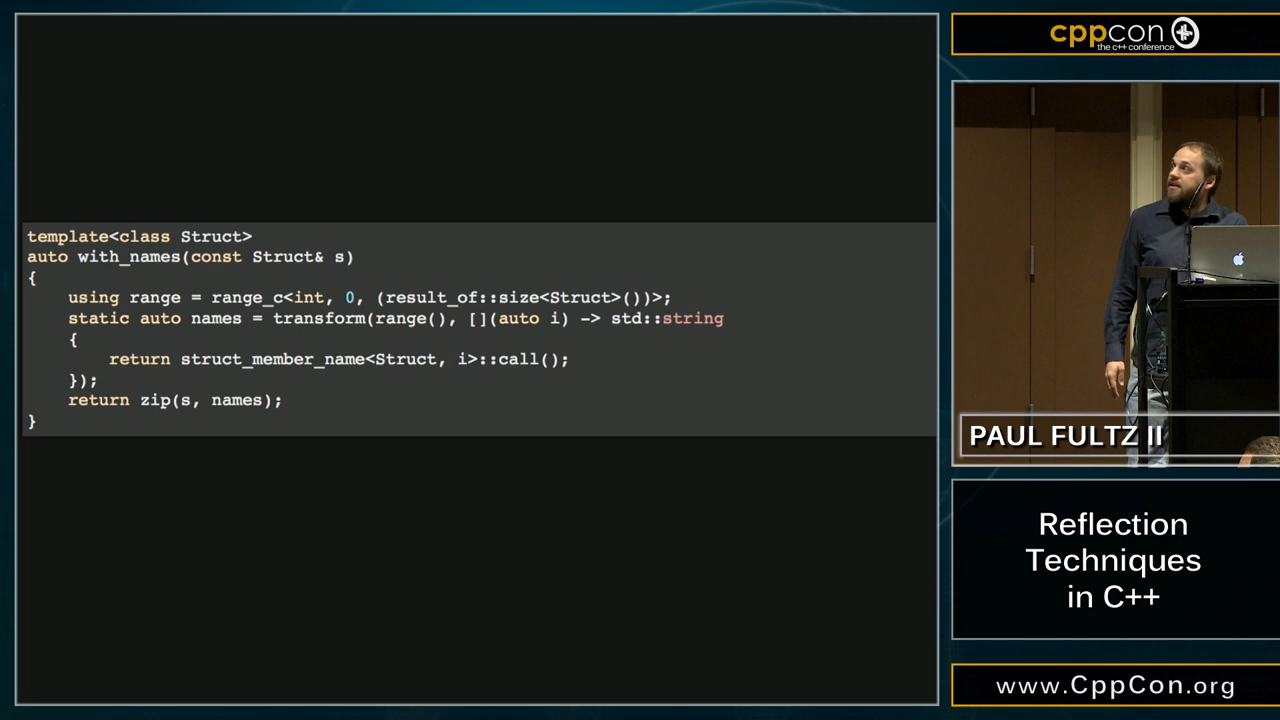 template<class Struct>
auto with_names(const Struct& s)
{
    using range = range_c<int, 0, (result_of::size<Struct>())>;
    static auto names = transform(range(), [](auto i) -> std::string
    {
        return struct_member_name<Struct, i>::call();
    });
    return zip(s, names);
}
cppcon
the c++ conference
PAUL FULTZ II
Reflection
Techniques
in C++
www.CppCon.org